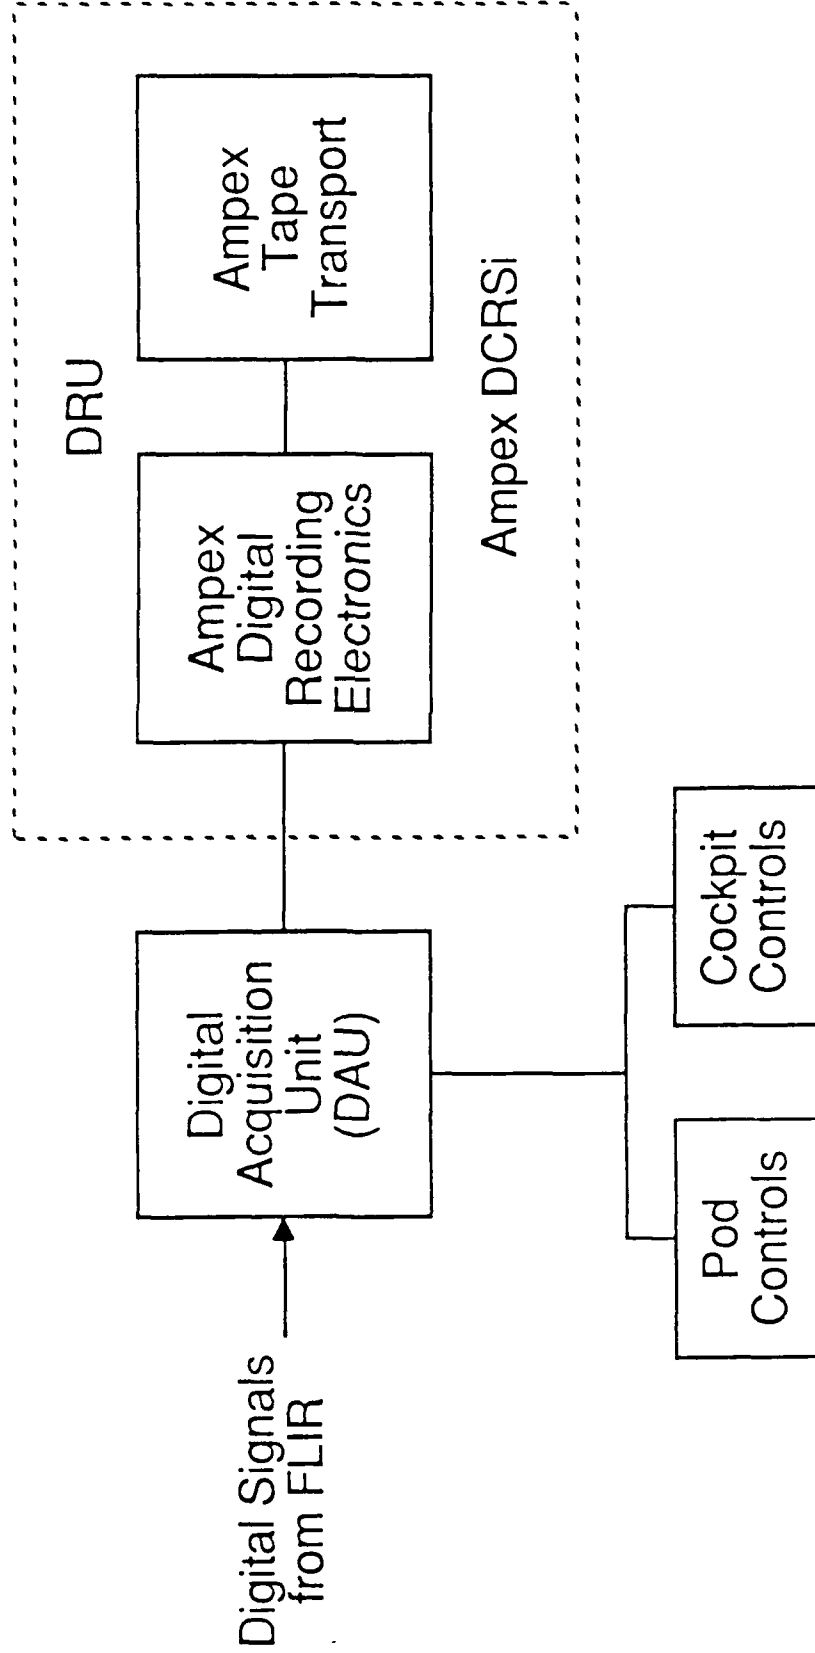 DRU
Digital Signals
from FLIR
Digital
Acquisition
Unit
(DAU)
Ampex
Digital
Recording
Electronics
Ampex
Tape
Transport
Ampex DCRSi
Pod
Controls
Cockpit
Controls